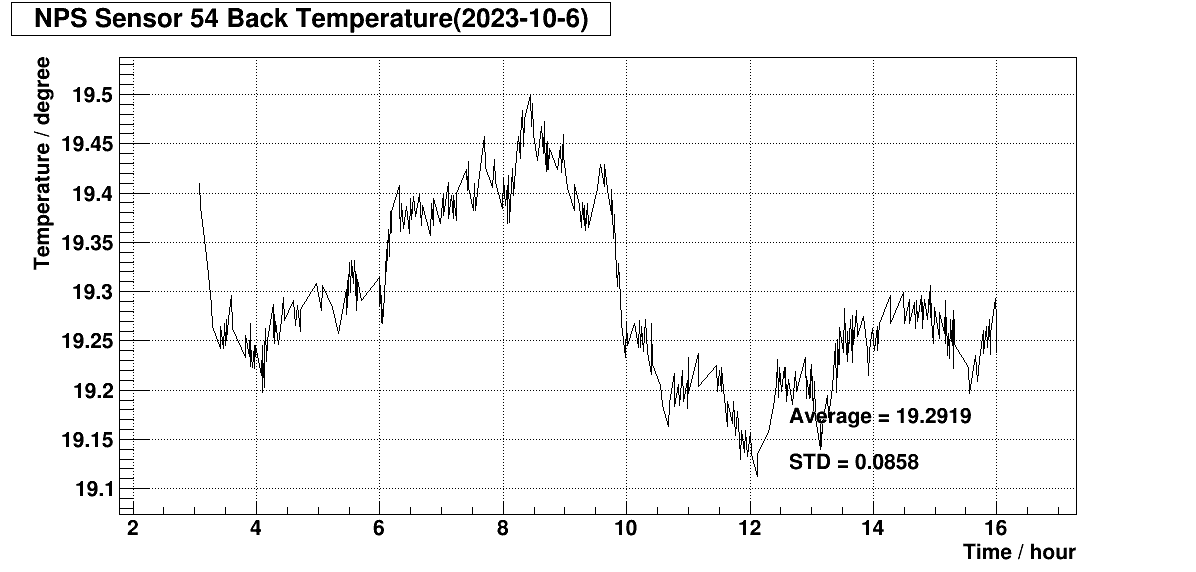 NPS Sensor 54 Back Temperature(2023-10-6)
Temperature / degree
19.5
19.45
19.4
19.35
19.3
19.25
19.2
19.15
19.1
Average = 19.2919
STD = 0.0858
2 4 6 8 10 12 14 16
Time / hour